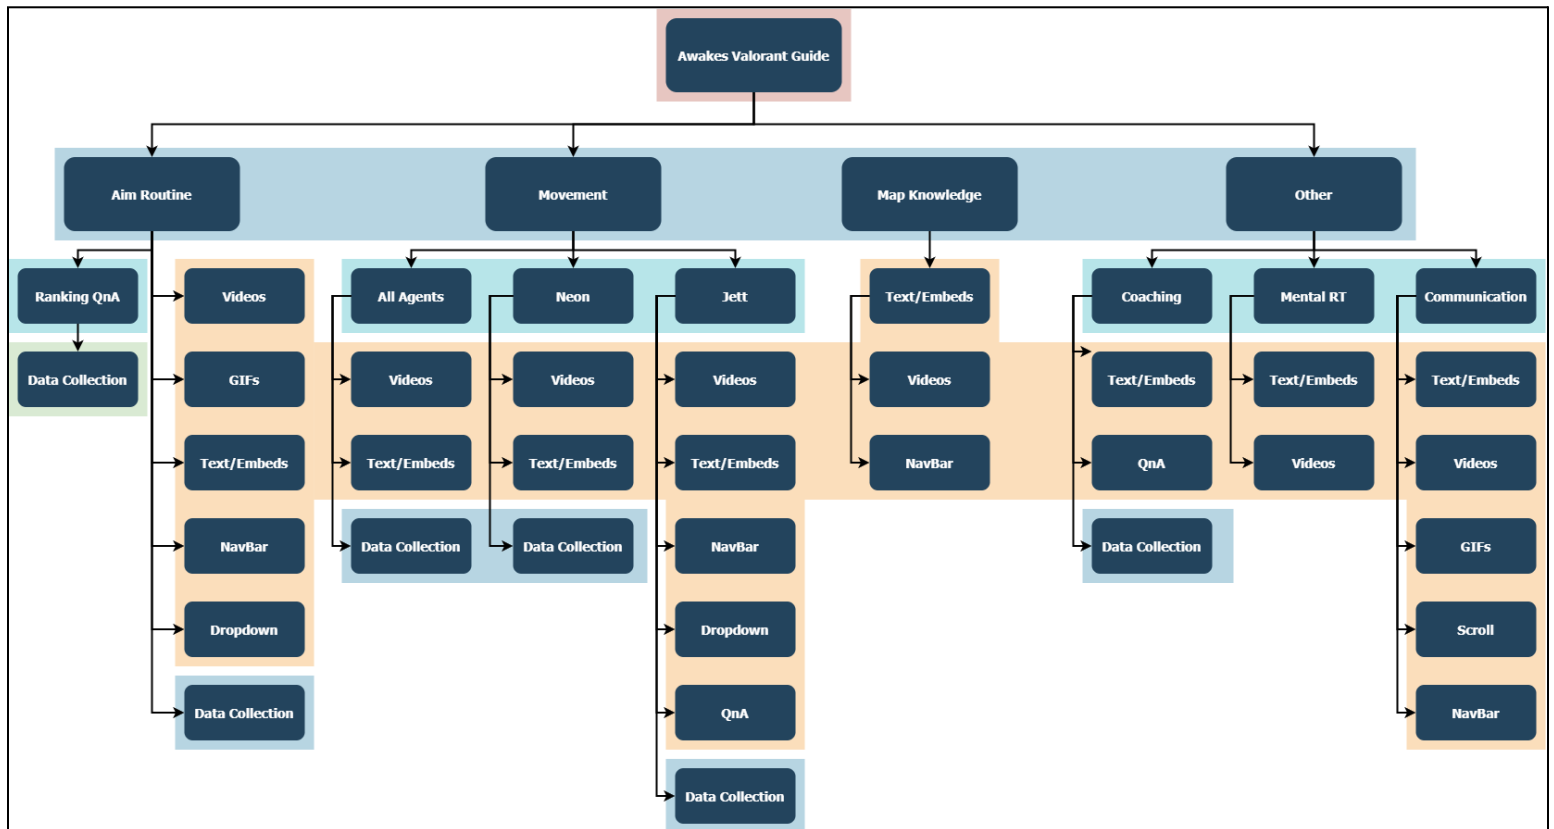 Awakes Valorant Guide
Aim Routine
Movement
Map Knowledge
Other
Ranking QnA
Videos
All Agents
Neon
Jett
Text/Embeds
Coaching
Mental RT
Communication
Data Collection
GIFs
Videos
Videos
Videos
Videos
Text/Embeds
Text/Embeds
Text/Embeds
Text/Embeds
Text/Embeds
Text/Embeds
Text/Embeds
NavBar
QnA
Videos
Videos
NavBar
Data Collection
Data Collection
NavBar
Data Collection
GIFs
Dropdown
Dropdown
Scroll
Data Collection
QnA
NavBar
Data Collection